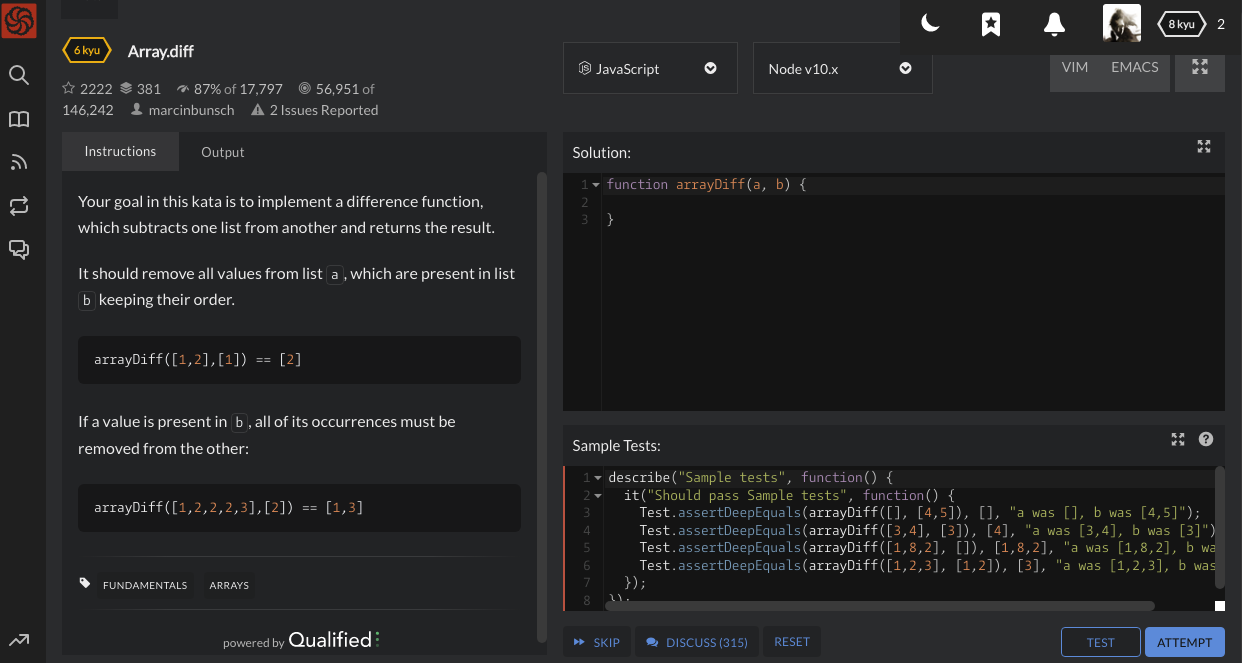 8 kyu
2
6 kyu
Array.diff
2222
381
87% of 17,797
56,951 of
146,242
marcinbunsch
2 Issues Reported
JavaScript
Node v10.x
VIM
EMACS
Instructions
Output
Your goal in this kata is to implement a difference function,
which subtracts one list from another and returns the result.
It should remove all values from list a, which are present in list
b keeping their order.
arrayDiff([1,2],[1]) == [2]
If a value is present in b, all of its occurrences must be
removed from the other:
arrayDiff([1,2,2,2,3],[2]) == [1,3]
FUNDAMENTALS
ARRAYS
powered by Qualified
Solution:
1 function arrayDiff(a, b) {
2
3 }
Sample Tests:
1 describe("Sample tests", function() {
2 it("Should pass Sample tests", function() {
3 Test.assertDeepEquals(arrayDiff([], [4,5]), [], "a was [], b was [4,5]");
4 Test.assertDeepEquals(arrayDiff([3,4], [3]), [4], "a was [3,4], b was [3]")
5 Test.assertDeepEquals(arrayDiff([1,8,2], []), [1,8,2], "a was [1,8,2], b wa
6 Test.assertDeepEquals(arrayDiff([1,2,3], [1,2]), [3], "a was [1,2,3], b was
7 });
8 });
SKIP
DISCUSS (315)
RESET
TEST
ATTEMPT